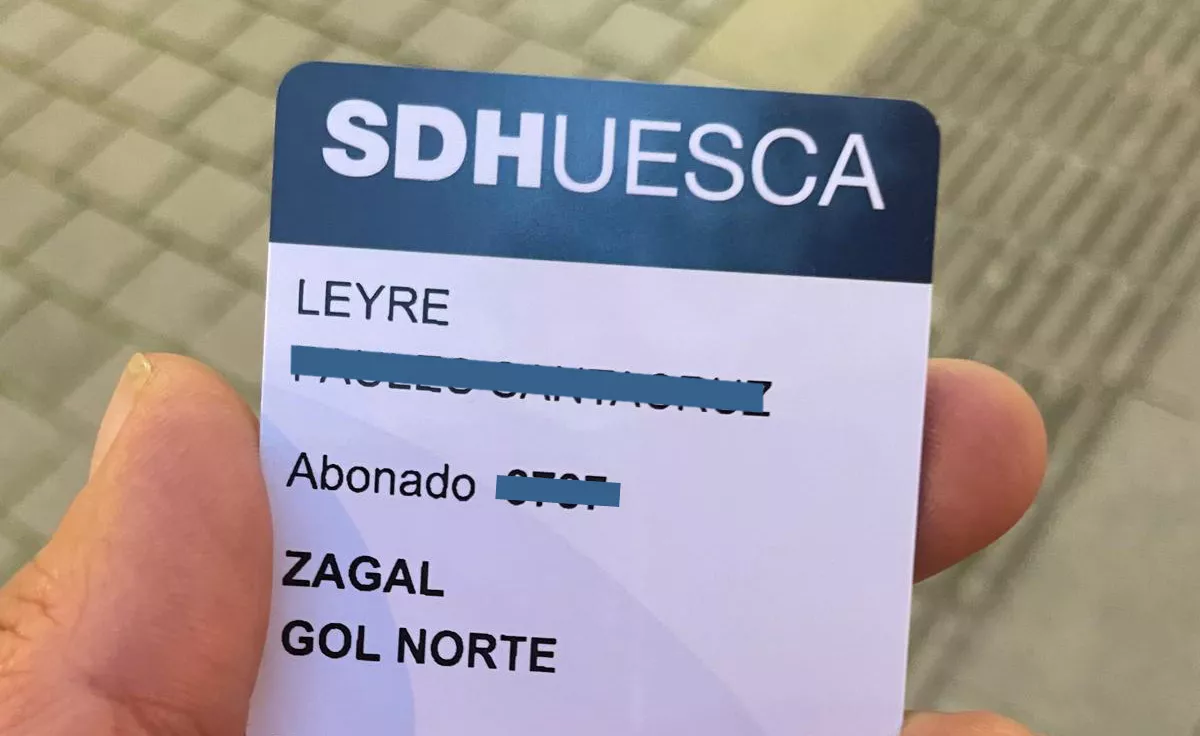 SDHUESCA
LEYRE
Abonado
ZAGAL
GOL NORTE